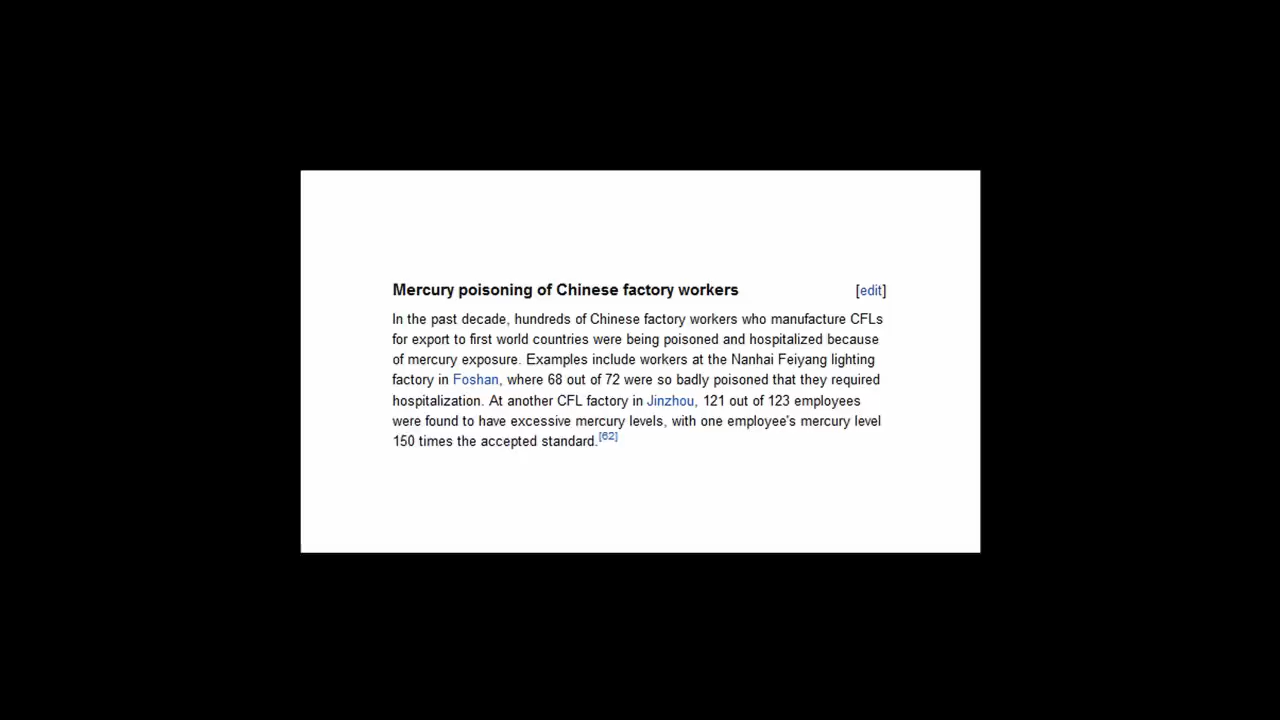 Mercury poisoning of Chinese factory workers [edit]
In the past decade, hundreds of Chinese factory workers who manufacture CFLs
for export to first world countries were being poisoned and hospitalized because
of mercury exposure. Examples include workers at the Nanhai Feiyang lighting
factory in Foshan, where 68 out of 72 were so badly poisoned that they required
hospitalization. At another CFL factory in Jinzhou, 121 out of 123 employees
were found to have excessive mercury levels, with one employee's mercury level
150 times the accepted standard.[62]